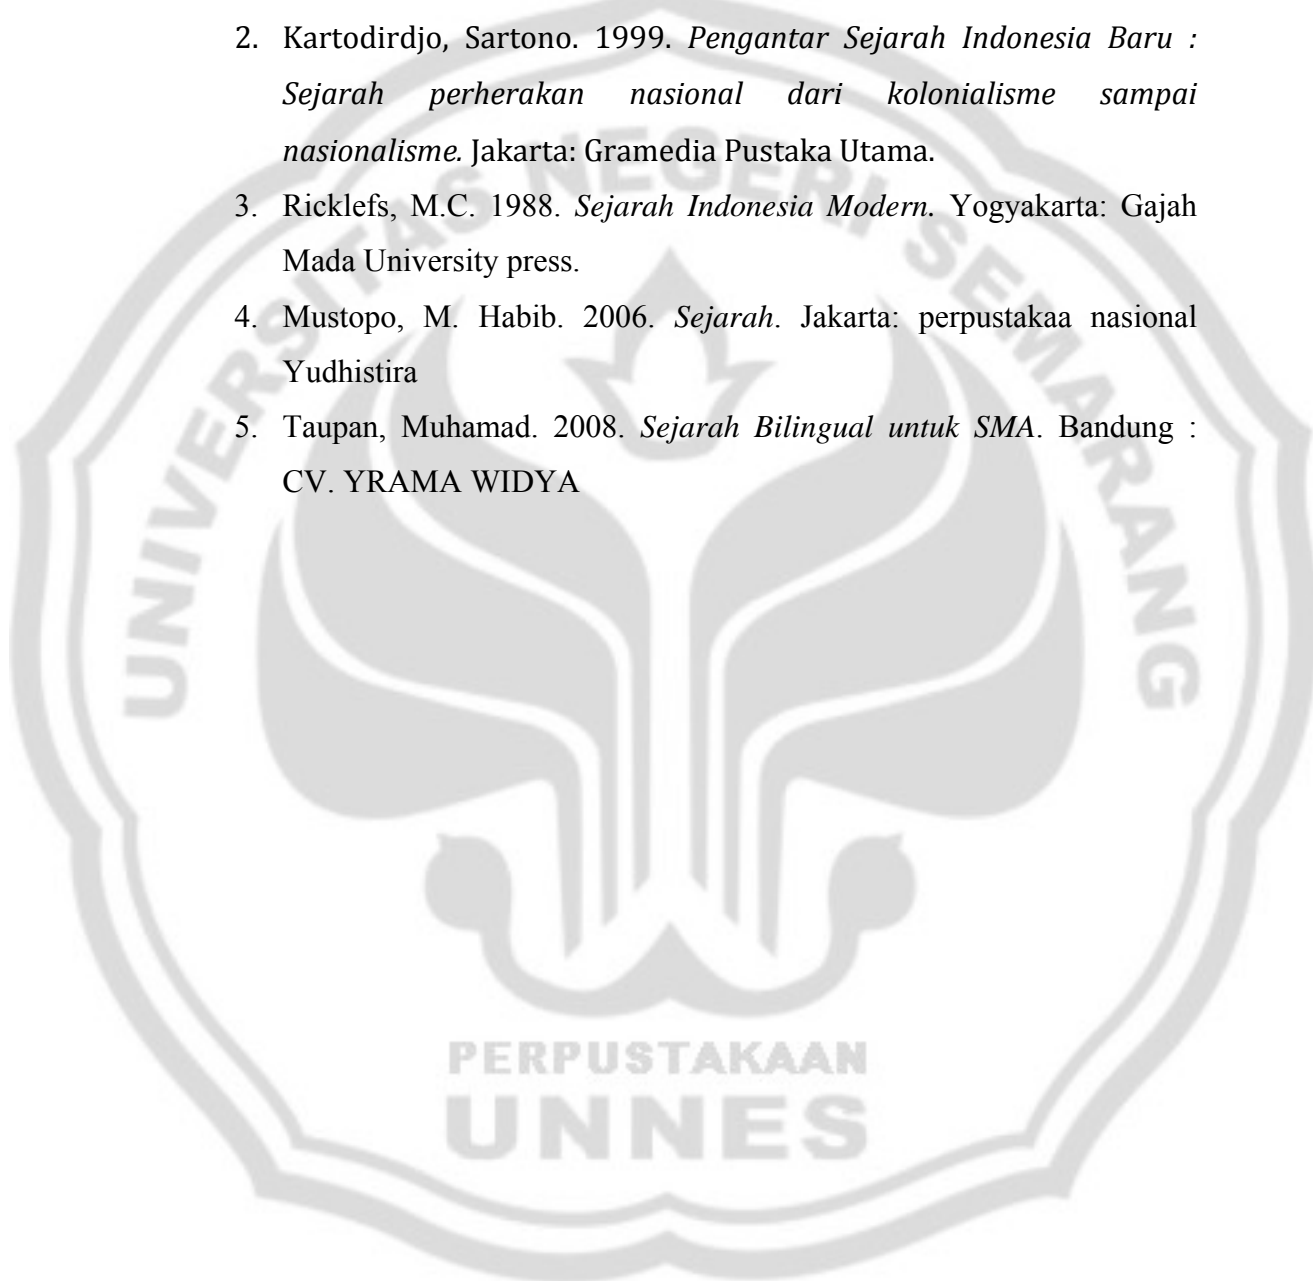 2. Kartodirdjo, Sartono. 1999. Pengantar Sejarah Indonesia Baru :
Sejarah perherakan nasional dari kolonialisme sampai
nasionalisme. Jakarta: Gramedia Pustaka Utama.
3. Ricklefs, M.C. 1988. Sejarah Indonesia Modern. Yogyakarta: Gajah
Mada University press.
4. Mustopo, M. Habib. 2006. Sejarah. Jakarta: perpustakaa nasional
Yudhistira
5. Taupan, Muhamad. 2008. Sejarah Bilingual untuk SMA. Bandung :
CV. YRAMA WIDYA
UNIVERSITAS NEGERI SEMARANG
PERPUSTAKAAN
UNNES